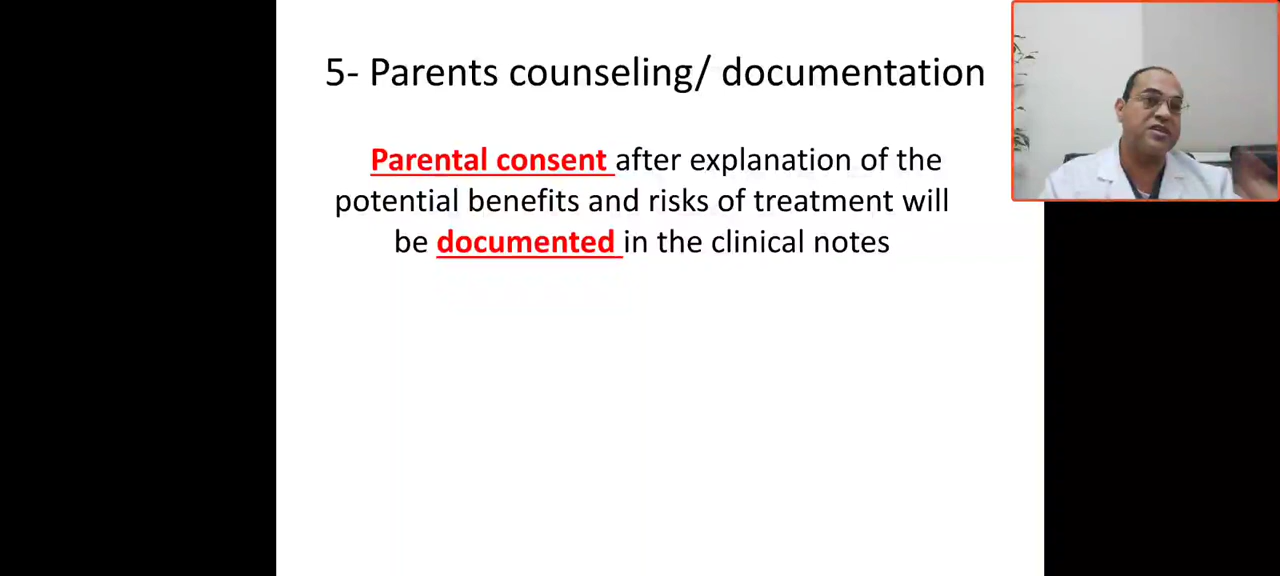 5- Parents counseling/ documentation
Parental consent after explanation of the
potential benefits and risks of treatment will
be documented in the clinical notes